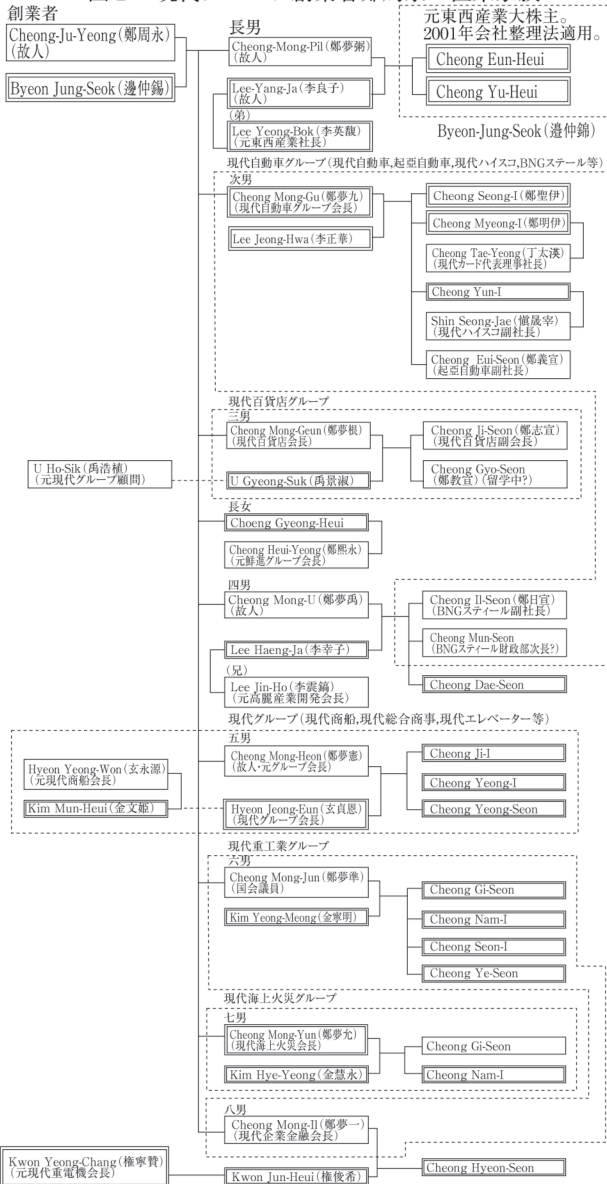 創業者
Cheong-Ju-Yeong(鄭周永)
(故人)
Byeon Jung-Seok(邊仲錫)
長男
Cheong-Mong-Pil(鄭夢弼)
(故人)
Lee-Yang-Ja(李良子)
(故人)
(弟)
Lee Yeong-Bok(李英馥)
(元東西産業社長)
元東西産業大株主。
2001年会社整理法適用。
Cheong Eun-Heui
Cheong Yu-Heui
Byeon-Jung-Seok(邉仲錦)
現代自動車グループ(現代自動車,起亞自動車,現代ハイスコ,BNGステール等)
次男
Cheong Mong-Gu(鄭夢九)
(現代自動車グループ会長)
Lee Jeong-Hwa(李正華)
Cheong Seong-I(鄭聖伊)
Cheong Myeong-I(鄭明伊)
Cheong Tae-Yeong(丁太渶)
(現代カード代表理事社長)
Cheong Yun-I
Shin Seong-Jae(愼晟宰)
(現代ハイスコ副社長)
Cheong Eui-Seon(鄭義宣)
(起亞自動車副社長)
現代百貨店グループ
三男
Cheong Mong-Geun(鄭夢根)
(現代百貨店会長)
U Gyeong-Suk(禹景淑)
Cheong Ji-Seon(鄭志宣)
(現代百貨店副会長)
Cheong Gyo-Seon
(鄭教宣)(留学中?)
U Ho-Sik(禹浩植)
(元現代グループ顧問)
長女
Choeng Gyeong-Heui
Cheong Heui-Yeong(鄭熙永)
(元鮮進グループ会長)
四男
Cheong Mong-U(鄭夢禹)
(故人)
Lee Haeng-Ja(李幸子)
(兄)
Lee Jin-Ho(李震鎬)
(元高麗産業開発会長)
Cheong Il-Seon(鄭日宣)
(BNGスティール副社長)
Cheong Mun-Seon
(BNGスティール財政部次長?)
Cheong Dae-Seon
現代グループ(現代商船,現代総合商事,現代エレベーター等)
五男
Cheong Mong-Heon(鄭夢憲)
(故人・元グループ会長)
Hyeon Jeong-Eun(玄貞恩)
(現代グループ会長)
Hyeon Yeong-Won(玄永源)
(元現代商船会長)
Kim Mun-Heui(金文姫)
Cheong Ji-I
Cheong Yeong-I
Cheong Yeong-Seon
現代重工業グループ
六男
Cheong Mong-Jun(鄭夢準)
(国会議員)
Kim Yeong-Meong(金寧明)
Cheong Gi-Seon
Cheong Nam-I
Cheong Seon-I
Cheong Ye-Seon
現代海上火災グループ
七男
Cheong Mong-Yun(鄭夢允)
(現代海上火災会長)
Kim Hye-Yeong(金慧永)
Cheong Gi-Seon
Cheong Nam-I
八男
Cheong Mong-Il(鄭夢一)
(現代企業金融会長)
Kwon Jun-Heui(権俊希)
Kwon Yeong-Chang(権寧贊)
(元現代重電機会長)
Cheong Hyeon-Seon